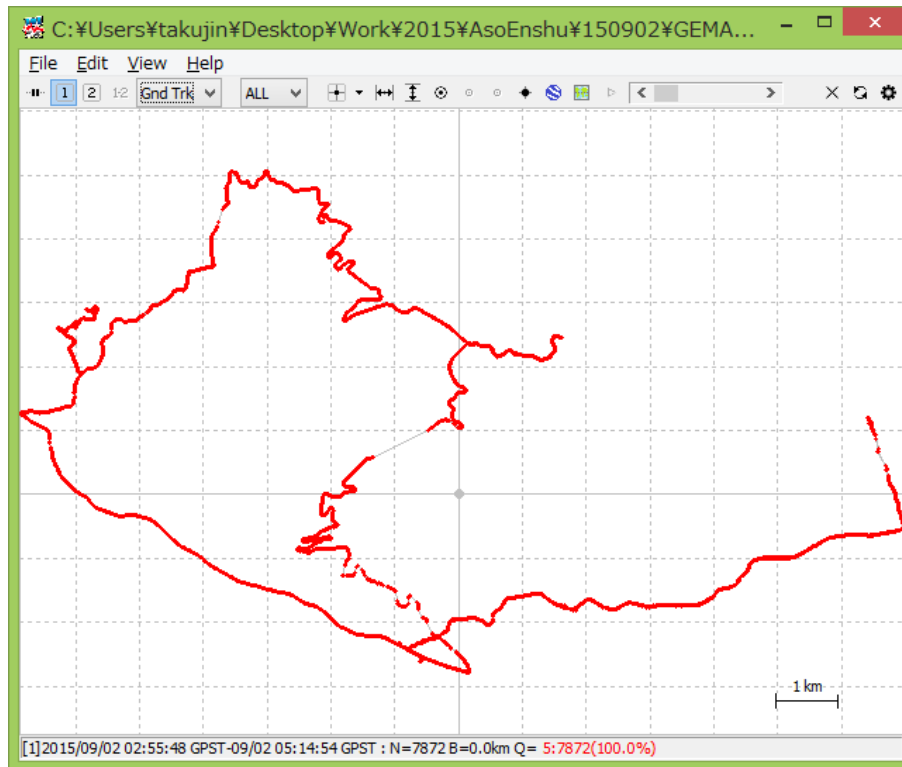 C:¥Users¥takujin¥Desktop¥Work¥2015¥AsoEnshu¥150902¥GEMA...
File Edit View Help
1 2 1-2 Gnd Trk ALL
1 km
[1]2015/09/02 02:55:48 GPST-09/02 05:14:54 GPST : N=7872 B=0.0km Q= 5:7872(100.0%)